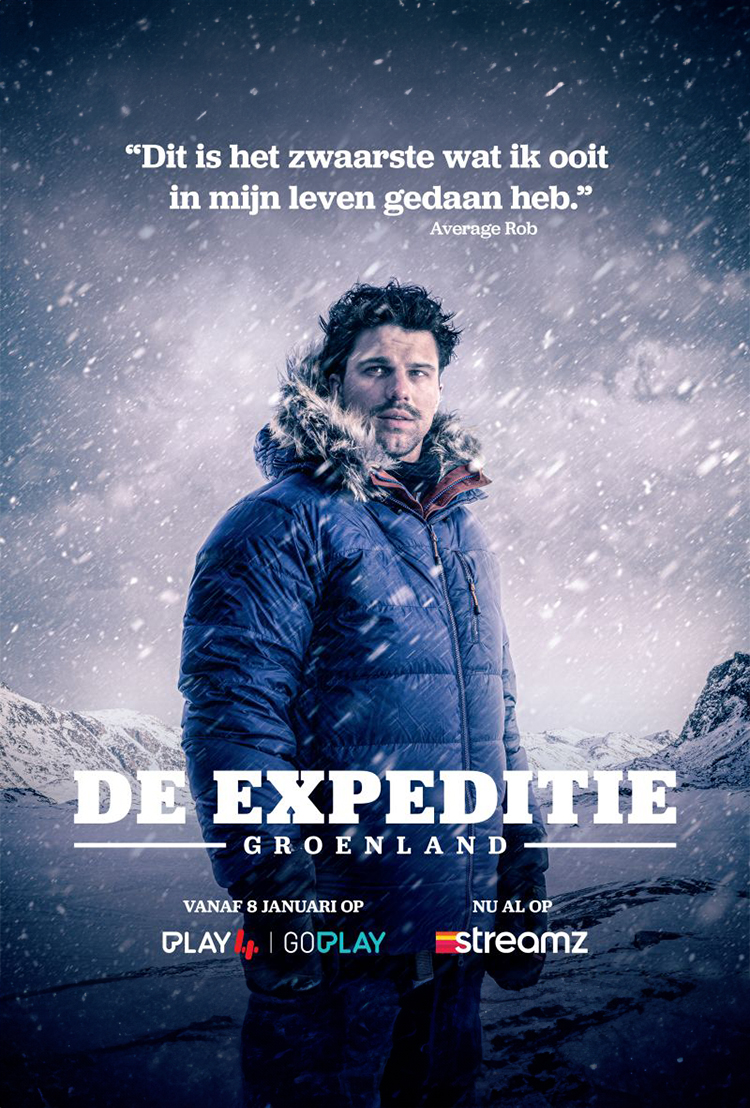 “Dit is het zwaarste wat ik ooit
in mijn leven gedaan heb.”
Average Rob
DE EXPEDITIE
GROENLAND
VANAF 8 JANUARI OP
NU AL OP
PLAY4 | GOPLAY
streamz